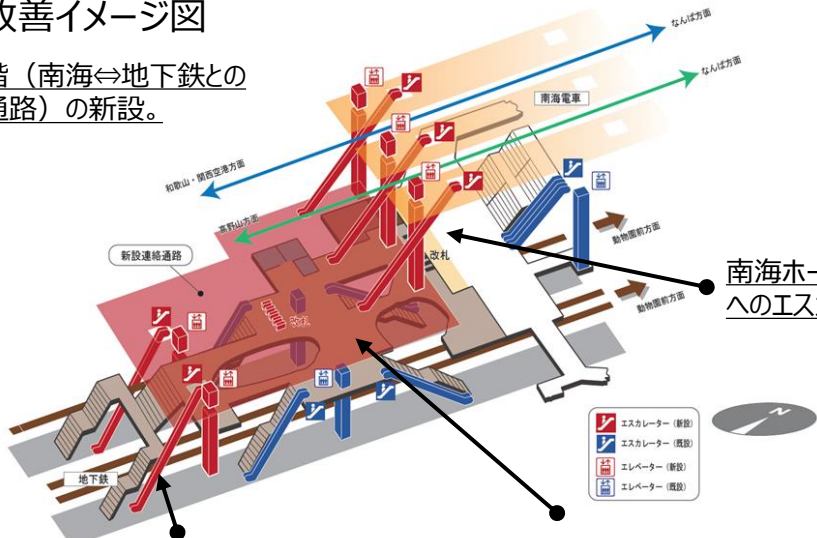 改善イメージ図
階（南海⇔地下鉄との
通路）の新設。
なんば方面
なんば方面
南海電車
和歌山・関西空港方面
高野山方面
動物園前方面
新設連絡通路
改札
南海ホー
へのエス
動物園前方面
改札
エスカレーター（新設）
エスカレーター（既設）
エレベーター（新設）
エレベーター（既設）
N
地下鉄